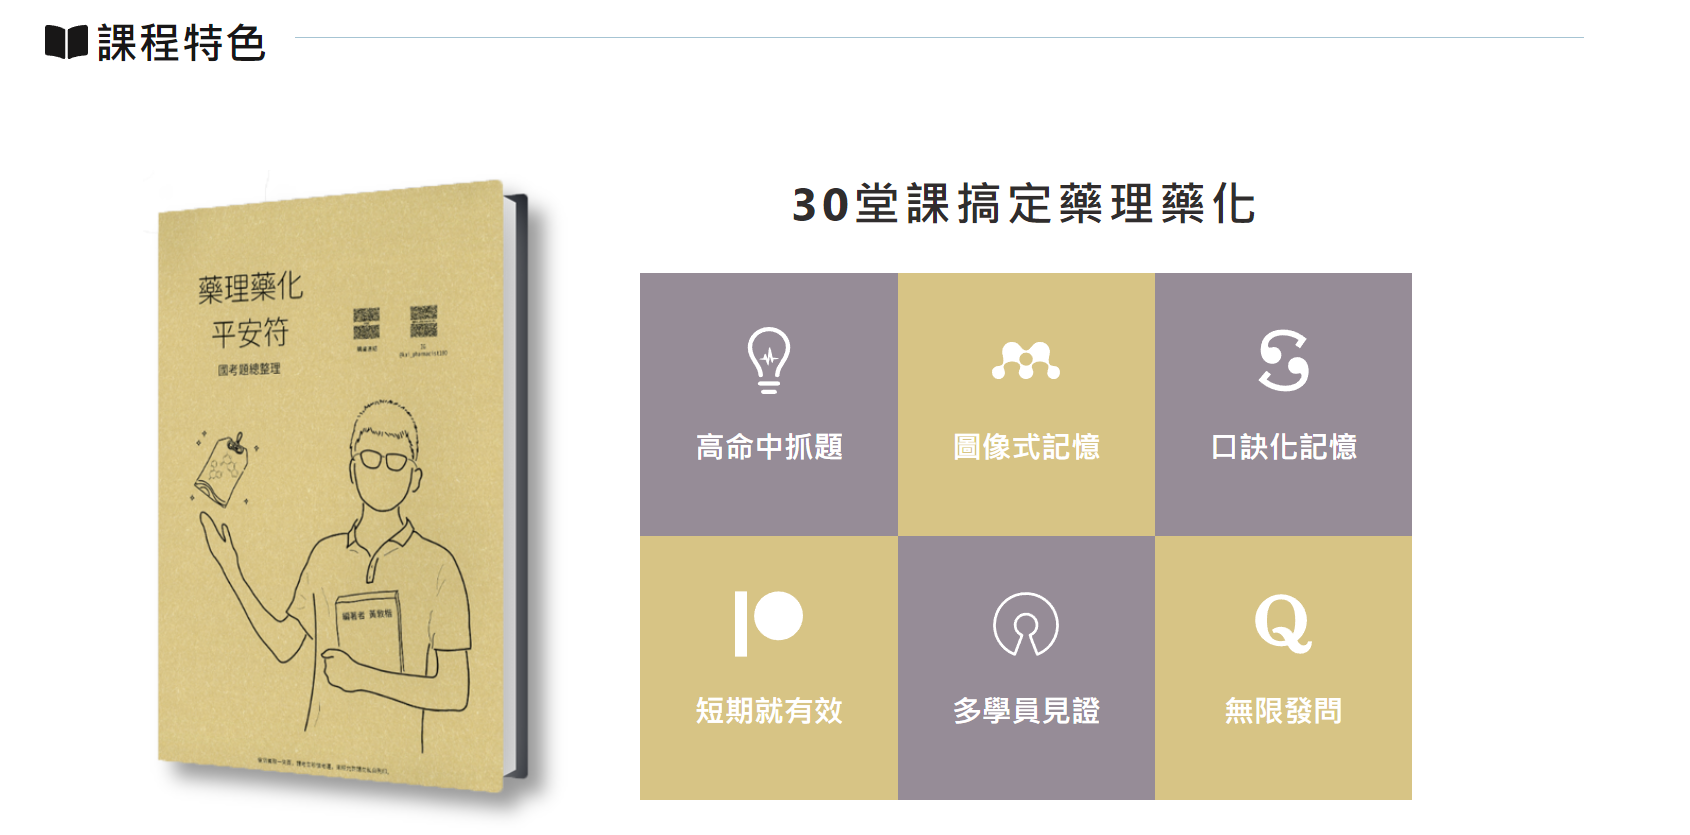 課程特色
藥理藥化
平安符
國考題總整理
編著者 黃致楷
30堂課搞定藥理藥化
高命中抓題
圖像式記憶
口訣化記憶
短期就有效
多學員見證
無限發問